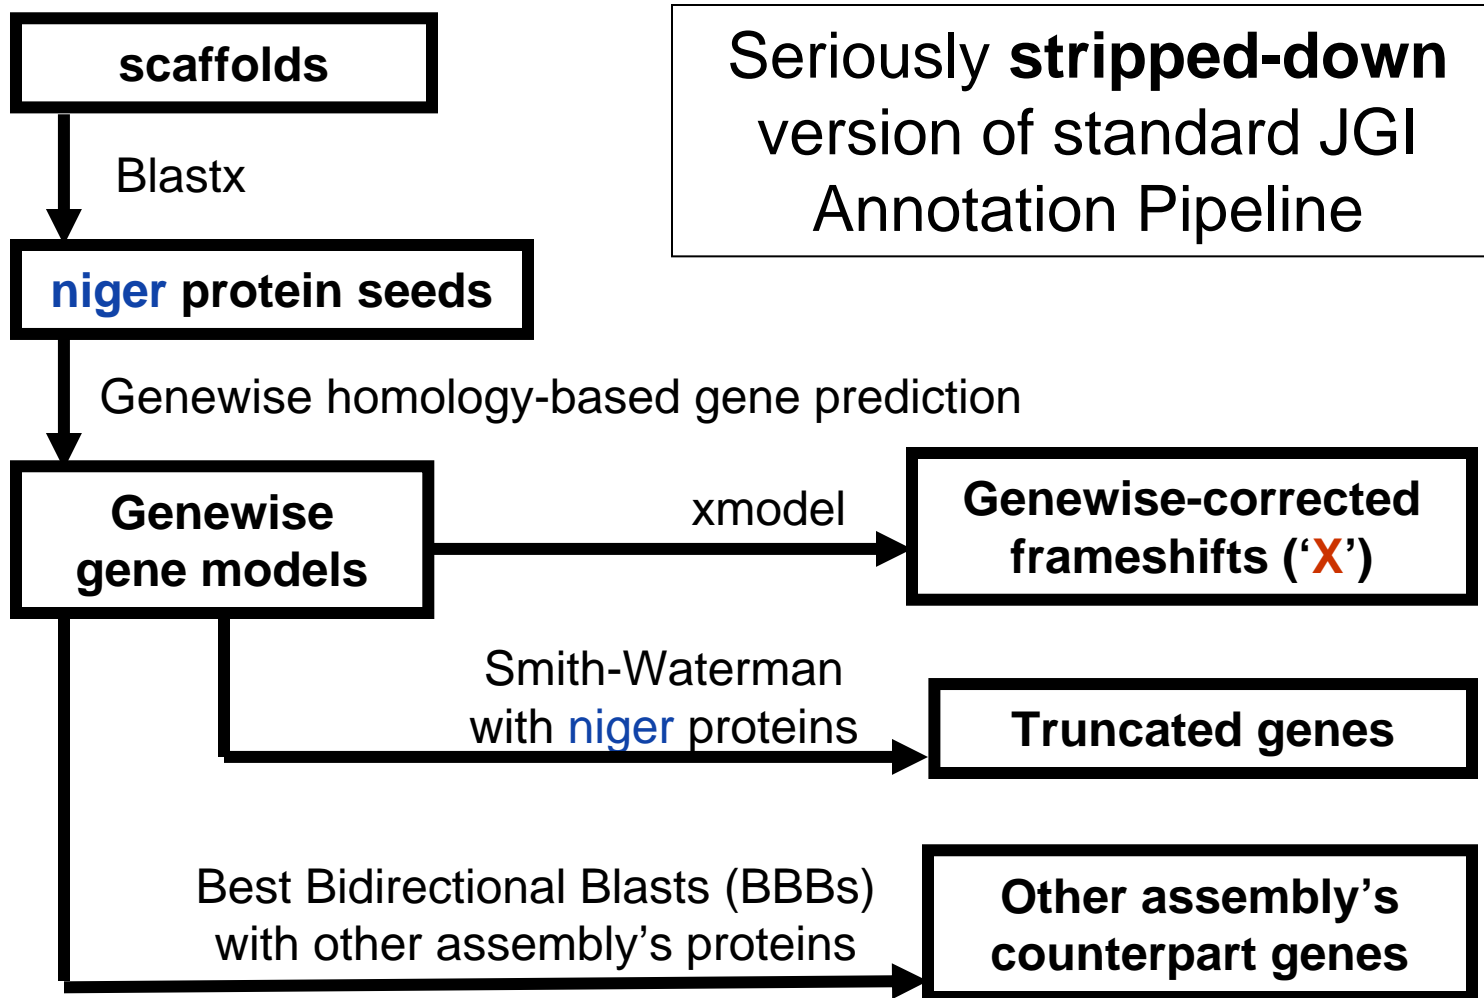 scaffolds
Seriously stripped-down
version of standard JGI
Annotation Pipeline
Blastx
niger protein seeds
Genewise homology-based gene prediction
Genewise
gene models
xmodel
Genewise-corrected
frameshifts (‘X’)
Smith-Waterman
with niger proteins
Truncated genes
Best Bidirectional Blasts (BBBs)
with other assembly’s proteins
Other assembly’s
counterpart genes